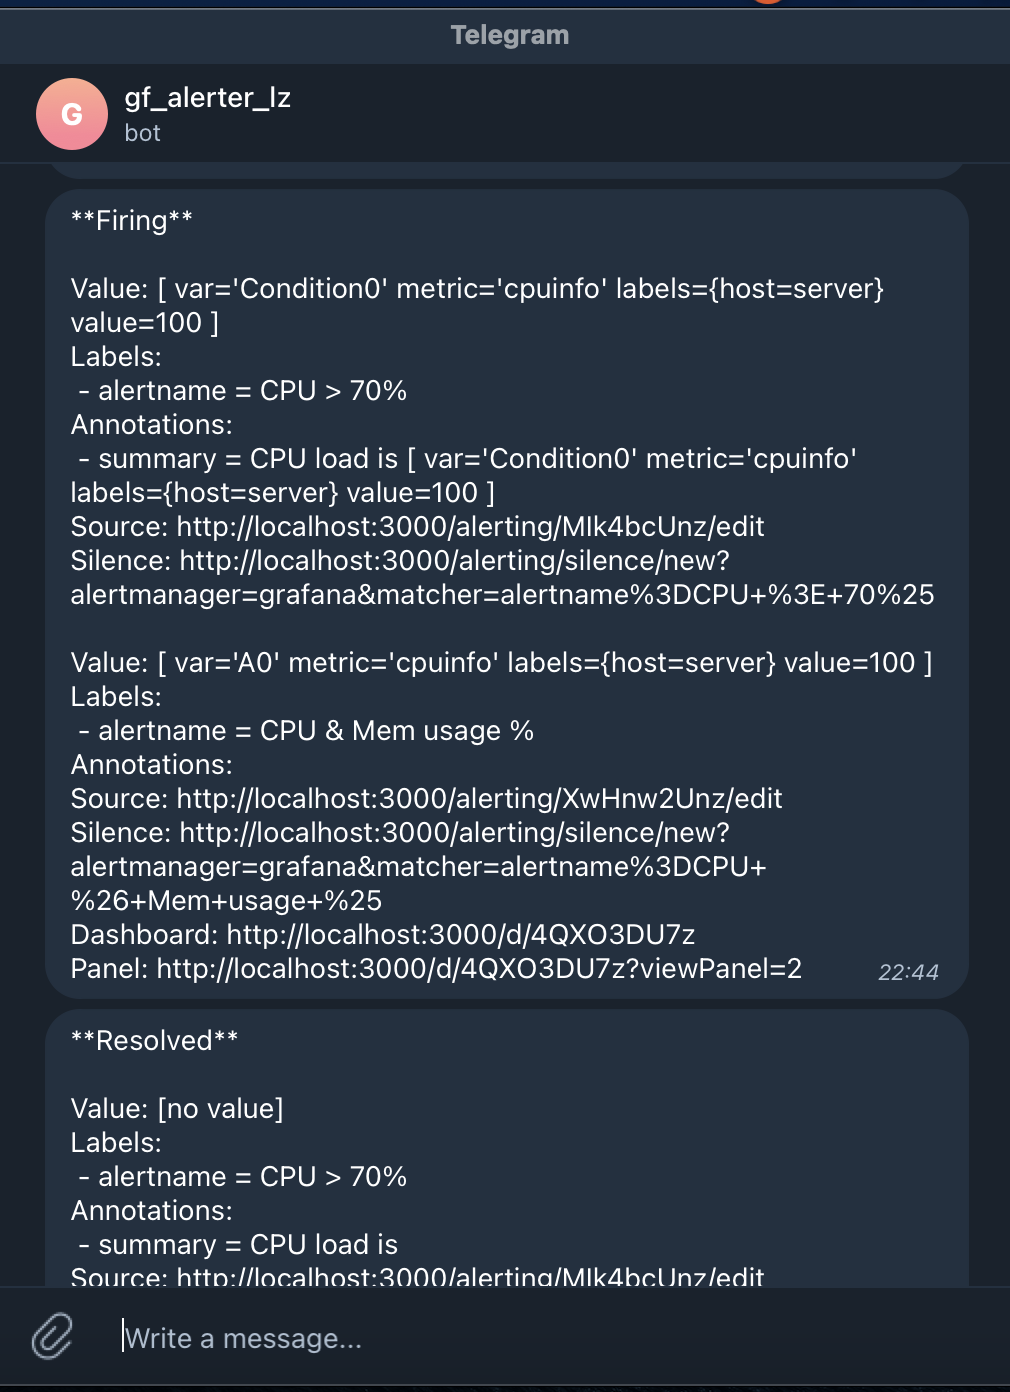 Telegram
G
gf_alerter_lz
bot
**Firing**
Value: [ var='Condition0' metric='cpuinfo' labels={host=server}
value=100 ]
Labels:
- alertname = CPU > 70%
Annotations:
- summary = CPU load is [ var='Condition0' metric='cpuinfo'
labels={host=server} value=100 ]
Source: http://localhost:3000/alerting/MIk4bcUnz/edit
Silence: http://localhost:3000/alerting/silence/new?
alertmanager=grafana&matcher=alertname%3DCPU+%3E+70%25
Value: [ var='A0' metric='cpuinfo' labels={host=server} value=100 ]
Labels:
- alertname = CPU & Mem usage %
Annotations:
Source: http://localhost:3000/alerting/XwHnw2Unz/edit
Silence: http://localhost:3000/alerting/silence/new?
alertmanager=grafana&matcher=alertname%3DCPU+
%26+Mem+usage+%25
Dashboard: http://localhost:3000/d/4QXO3DU7z
Panel: http://localhost:3000/d/4QXO3DU7z?viewPanel=2
22:44
**Resolved**
Value: [no value]
Labels:
- alertname = CPU > 70%
Annotations:
- summary = CPU load is
Source: http://localhost:3000/alerting/MIk4bcUnz/edit
Write a message...